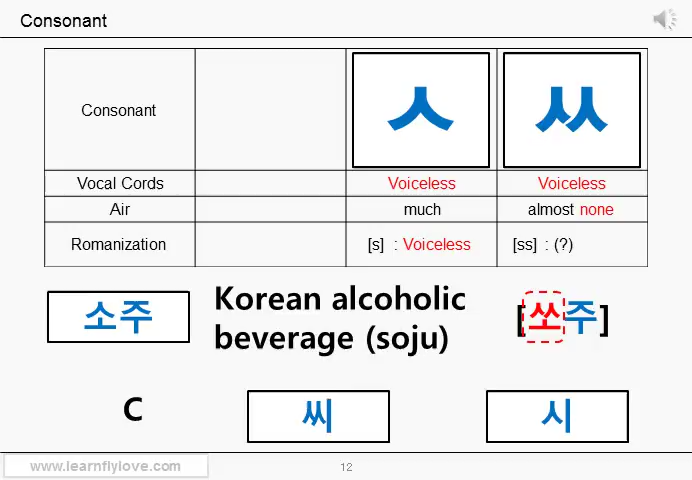 Consonant
Consonant ㅅ ㅆ
Vocal Cords Voiceless Voiceless
Air much almost none
Romanization [s] : Voiceless [ss] : (?)
소주 Korean alcoholic beverage (soju) [쏘주]
C 씨 시
www.learnflylove.com 12